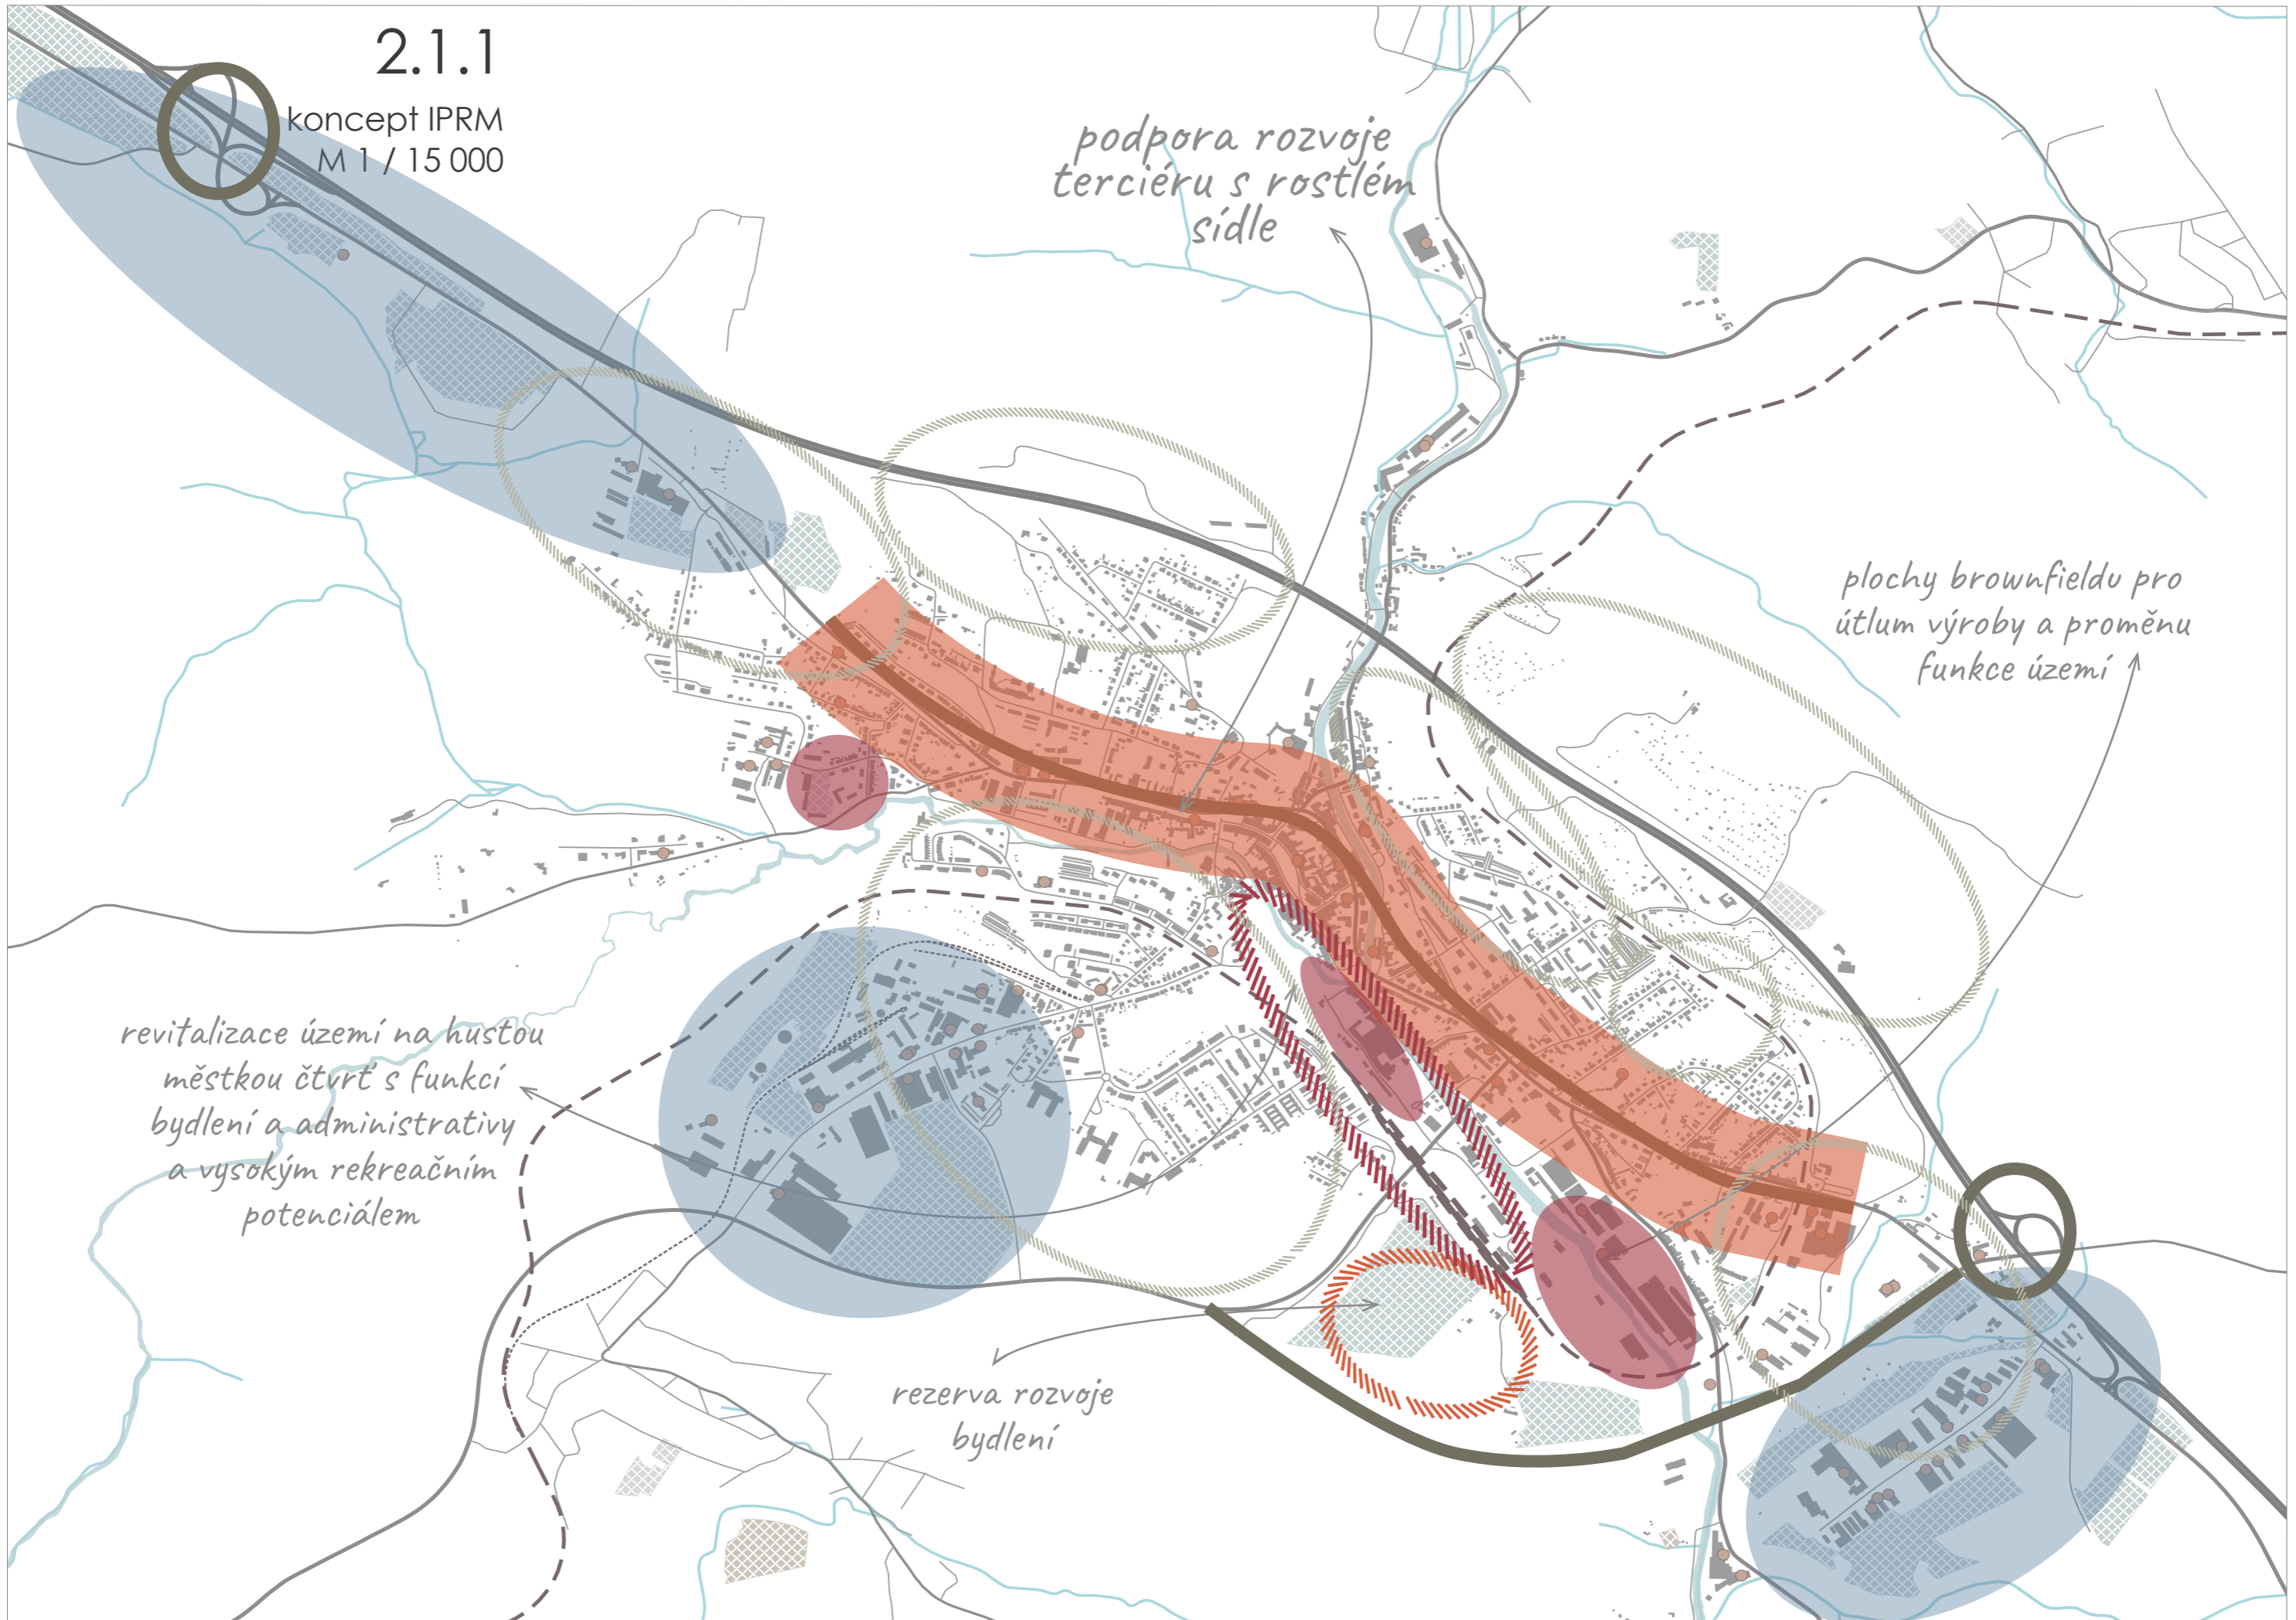 2.1.1
koncept IPRM
M 1 / 15 000
podpora rozvoje
terciéru s rostlém
sídle
plochy brownfieldu pro
útlum výroby a proměnu
funkce území
revitalizace území na hustou
městkou čtvrť s funkcí
bydlení a administrativy
a vysokým rekreačním
potenciálem
rezerva rozvoje
bydlení